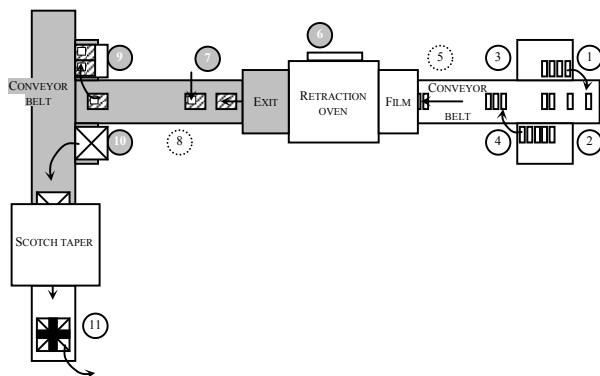 9
7
6
5
3
1
CONVEYOR
BELT
EXIT
RETRACTION
OVEN
FILM
CONVEYOR
BELT
10
8
4
2
SCOTCH TAPER
11